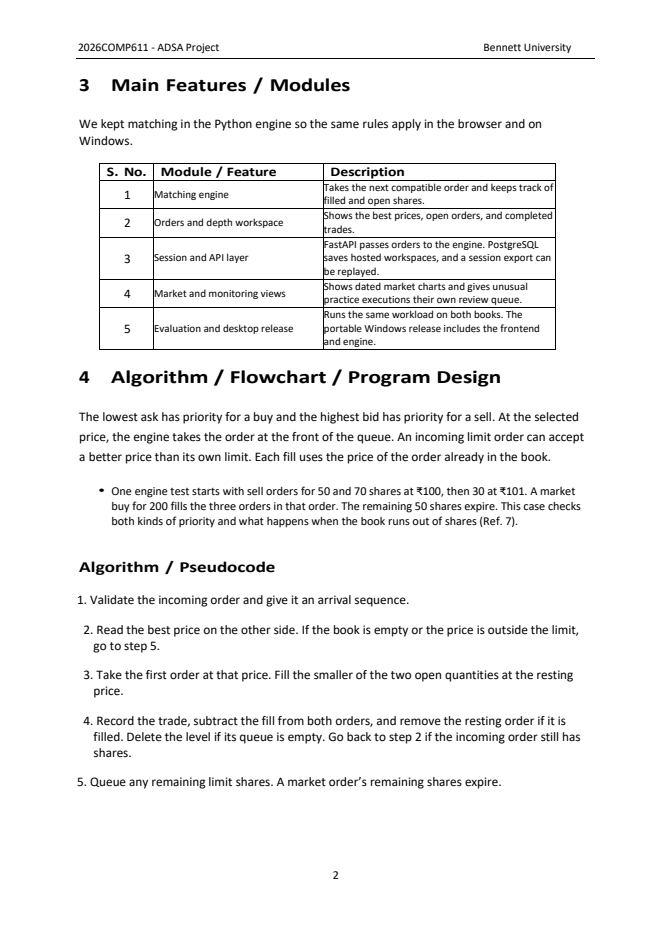 2026COMP611 - ADSA Project Bennett University
3 Main Features / Modules
We kept matching in the Python engine so the same rules apply in the browser and on
Windows.
S. No. Module / Feature Description
1 Matching engine Takes the next compatible order and keeps track of
filled and open shares.
2 Orders and depth workspace Shows the best prices, open orders, and completed
trades.
3 Session and API layer FastAPI passes orders to the engine. PostgreSQL
saves hosted workspaces, and a session export can
be replayed.
4 Market and monitoring views Shows dated market charts and gives unusual
practice executions their own review queue.
5 Evaluation and desktop release Runs the same workload on both books. The
portable Windows release includes the frontend
and engine.
4 Algorithm / Flowchart / Program Design
The lowest ask has priority for a buy and the highest bid has priority for a sell. At the selected
price, the engine takes the order at the front of the queue. An incoming limit order can accept
a better price than its own limit. Each fill uses the price of the order already in the book.
• One engine test starts with sell orders for 50 and 70 shares at ₹100, then 30 at ₹101. A market
buy for 200 fills the three orders in that order. The remaining 50 shares expire. This case checks
both kinds of priority and what happens when the book runs out of shares (Ref. 7).
Algorithm / Pseudocode
1. Validate the incoming order and give it an arrival sequence.
2. Read the best price on the other side. If the book is empty or the price is outside the limit,
go to step 5.
3. Take the first order at that price. Fill the smaller of the two open quantities at the resting
price.
4. Record the trade, subtract the fill from both orders, and remove the resting order if it is
filled. Delete the level if its queue is empty. Go back to step 2 if the incoming order still has
shares.
5. Queue any remaining limit shares. A market order’s remaining shares expire.
2